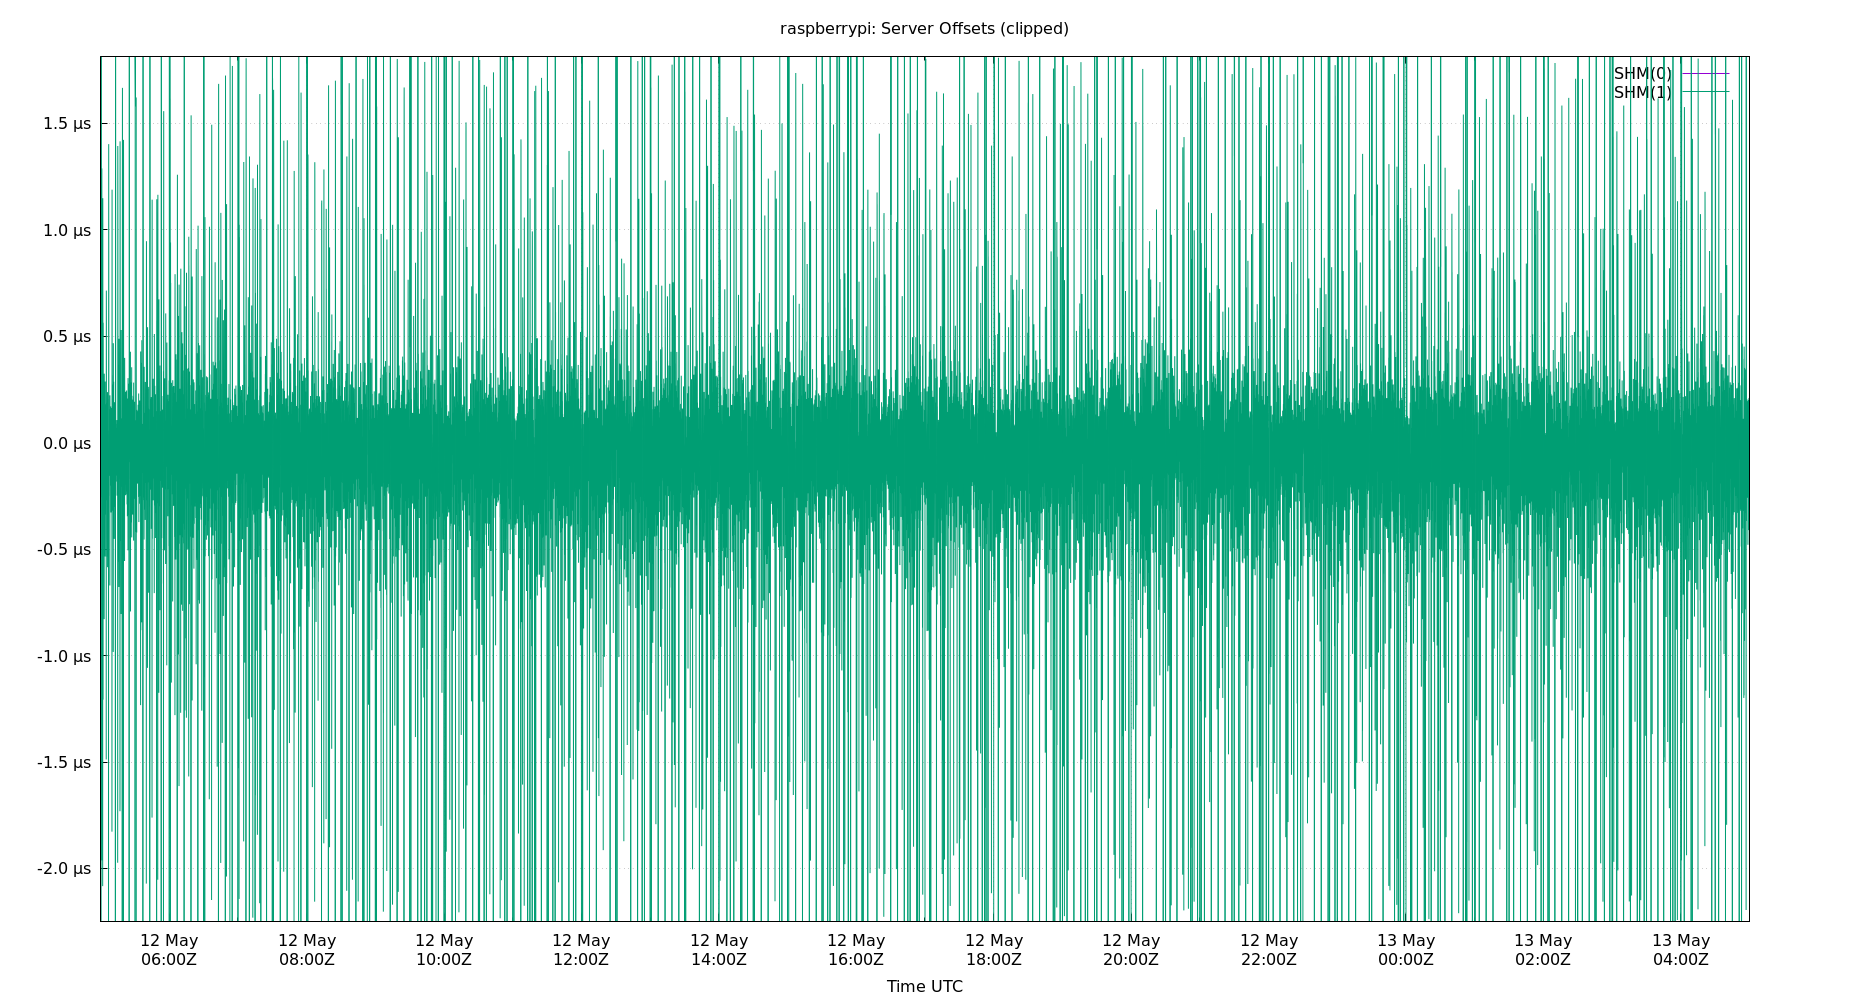 raspberrypi: Server Offsets (clipped)
SHM(0)
SHM(1)
1.5 µs
1.0 µs
0.5 µs
0.0 µs
-0.5 µs
-1.0 µs
-1.5 µs
-2.0 µs
12 May 12 May 12 May 12 May 12 May 12 May 12 May 12 May 12 May 13 May 13 May 13 May
06:00Z 08:00Z 10:00Z 12:00Z 14:00Z 16:00Z 18:00Z 20:00Z 22:00Z 00:00Z 02:00Z 04:00Z
Time UTC